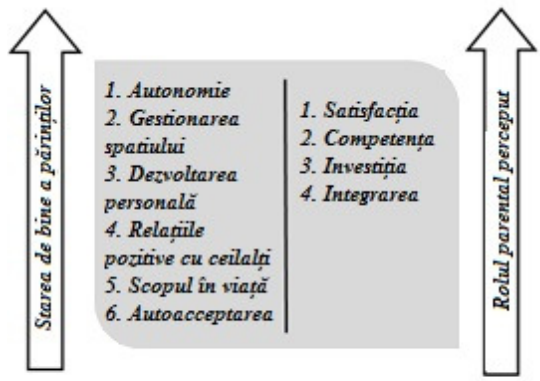 Starea de bine a părinților
1. Autonomie
2. Gestionarea
spatiului
3. Dezvoltarea
personală
4. Relațiile
pozitive cu ceilalți
5. Scopul în viață
6. Autoacceptarea
1. Satisfacția
2. Competența
3. Investiția
4. Integrarea
Rolul parental perceput